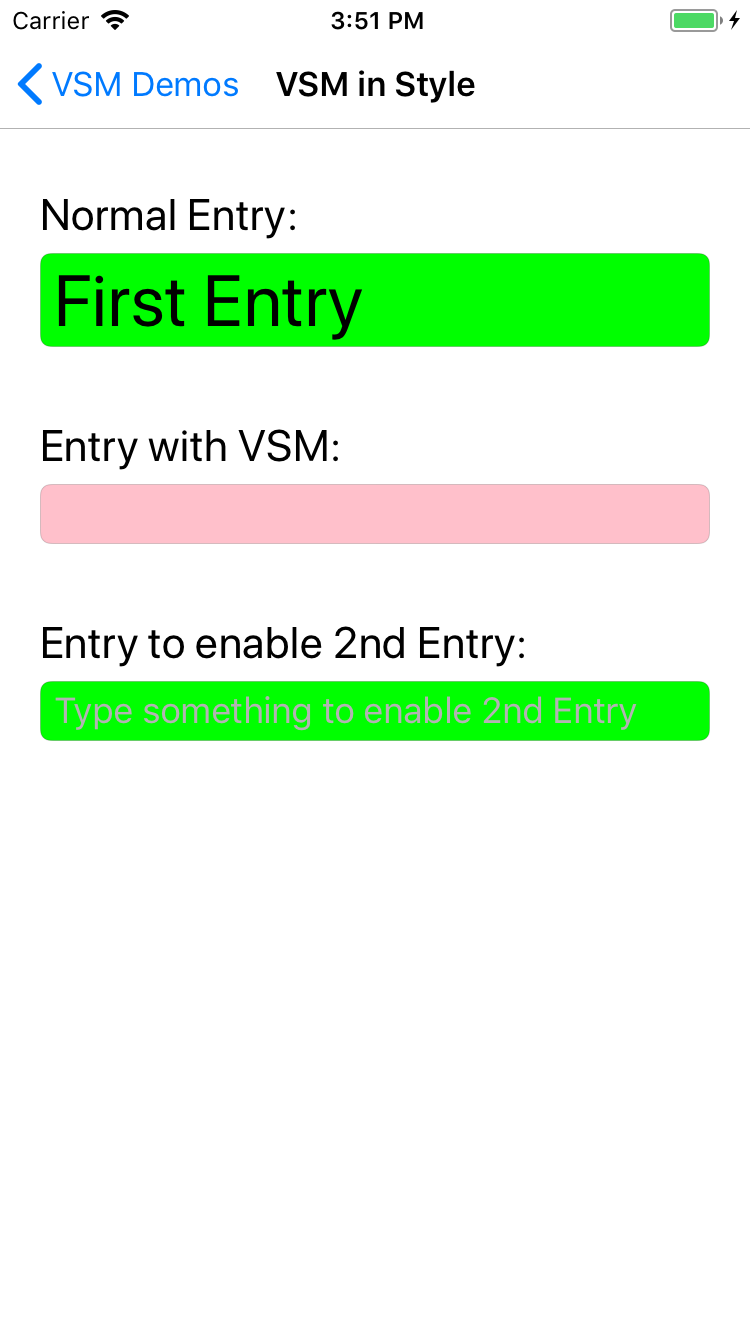 Carrier 3:51 PM
VSM Demos VSM in Style
Normal Entry:
First Entry
Entry with VSM:
Entry to enable 2nd Entry:
Type something to enable 2nd Entry